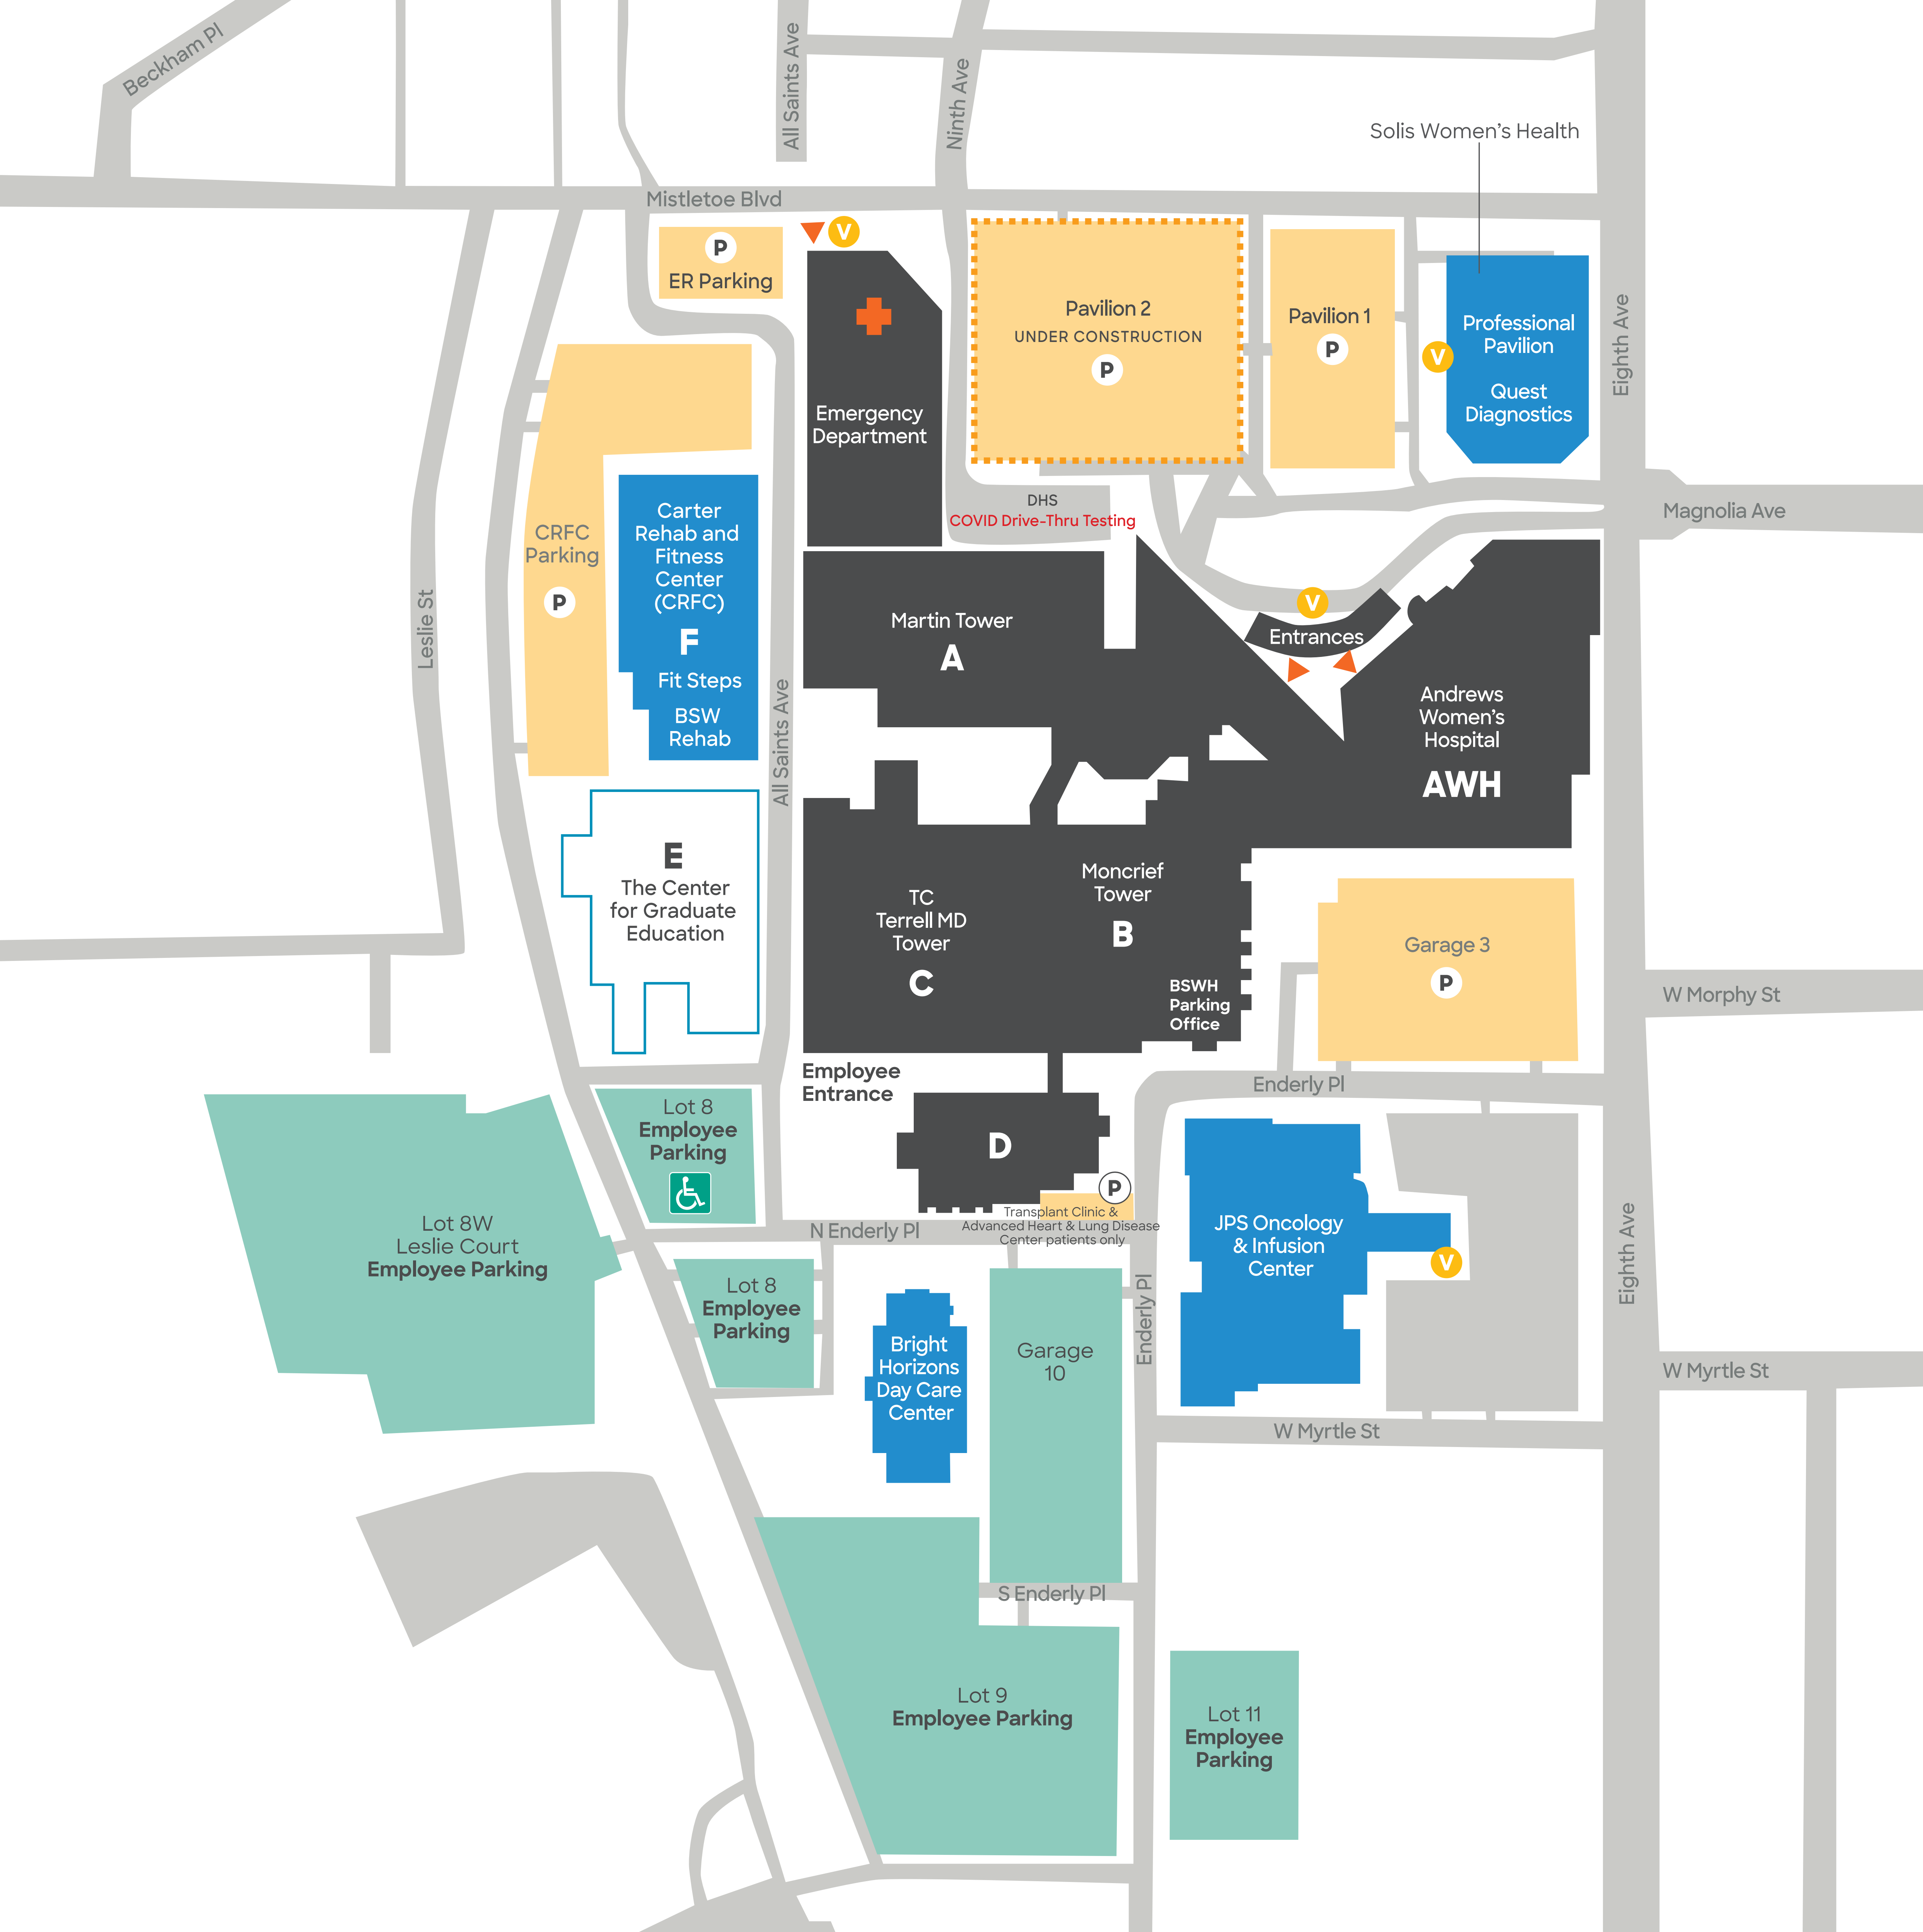 Beckham Pl
All Saints Ave
Ninth Ave
Solis Women's Health
Mistletoe Blvd
P
ER Parking
V
Pavilion 2
UNDER CONSTRUCTION
P
Pavilion 1
P
V
Professional
Pavilion
Quest
Diagnostics
Eighth Ave
Emergency
Department
DHS
COVID Drive-Thru Testing
Magnolia Ave
CRFC
Parking
P
Carter
Rehab and
Fitness
Center
(CRFC)
F
Fit Steps
BSW
Rehab
Leslie St
All Saints Ave
Martin Tower
A
V
Entrances
Andrews
Women's
Hospital
AWH
E
The Center
for Graduate
Education
TC
Terrell MD
Tower
C
Moncrief
Tower
B
BSWH
Parking
Office
Garage 3
P
W Morphy St
Employee
Entrance
Enderly Pl
Lot 8
Employee
Parking
D
P
Transplant Clinic &
Advanced Heart & Lung Disease
Center patients only
N Enderly Pl
Lot 8W
Leslie Court
Employee Parking
JPS Oncology
& Infusion
Center
V
Eighth Ave
Lot 8
Employee
Parking
Bright
Horizons
Day Care
Center
Garage
10
Enderly Pl
W Myrtle St
W Myrtle St
S Enderly Pl
Lot 9
Employee Parking
Lot 11
Employee
Parking